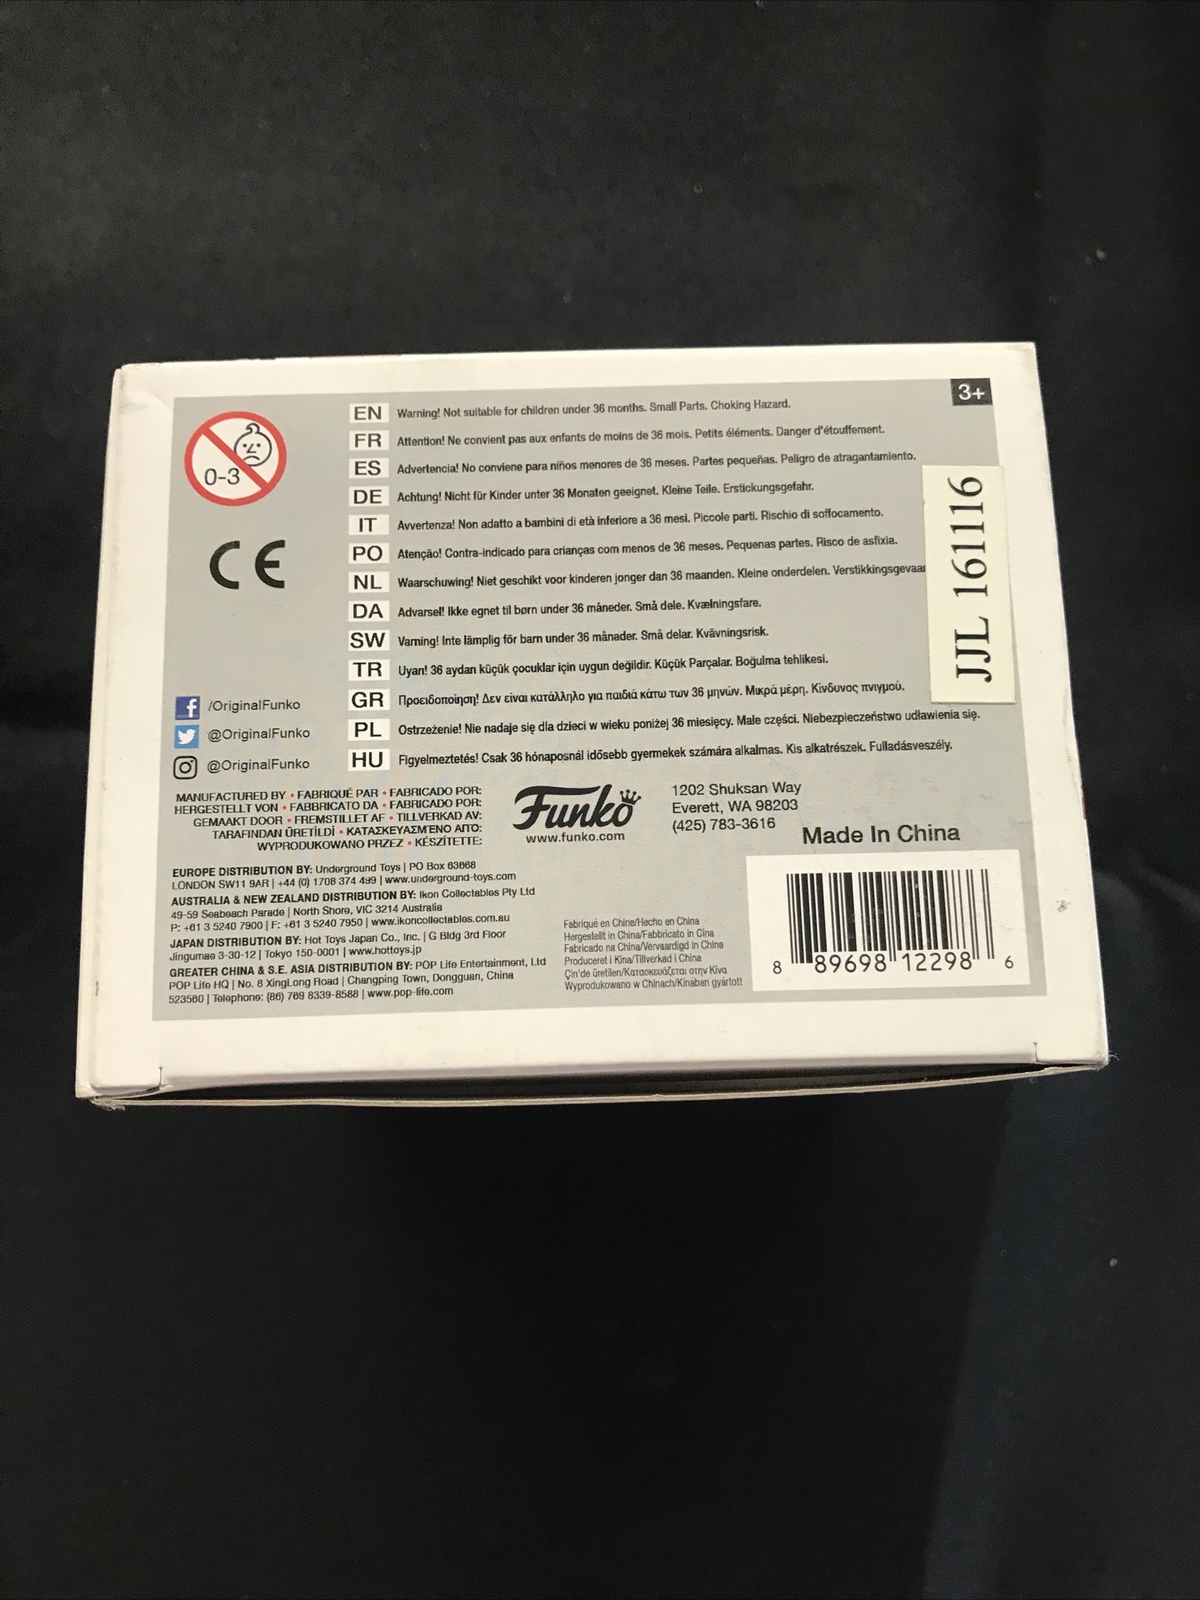 3+
0-3
EN Warning! Not suitable for children under 36 months. Small Parts. Choking Hazard.
FR Attention! Ne convient pas aux enfants de moins de 36 mois. Petits éléments. Danger d'étouffement.
ES Advertencia! No conviene para niños menores de 36 meses. Partes pequeñas. Peligro de atragantamiento.
DE Achtung! Nicht für Kinder unter 36 Monaten geeignet. Kleine Teile. Erstickungsgefahr.
IT Avvertenza! Non adatto a bambini di età inferiore a 36 mesi. Piccole parti. Rischio di soffocamento.
PO Atenção! Contra-indicado para crianças com menos de 36 meses. Pequenas partes. Risco de asfixia.
NL Waarschuwing! Niet geschikt voor kinderen jonger dan 36 maanden. Kleine onderdelen. Verstikkingsgevaar
DA Advarsel! Ikke egnet til børn under 36 måneder. Små dele. Kvælningsfare.
SW Varning! Inte lämplig för barn under 36 månader. Små delar. Kvävningsrisk.
TR Uyarı! 36 aydan küçük çocuklar için uygun değildir. Küçük Parçalar. Boğulma tehlikesi.
GR Προειδοποίηση! Δεν είναι κατάλληλο για παιδιά κάτω των 36 μηνών. Μικρά μέρη. Κίνδυνος πνιγμού.
PL Ostrzeżenie! Nie nadaje się dla dzieci w wieku poniżej 36 miesięcy. Małe części. Niebezpieczeństwo udławienia się.
HU Figyelmeztetés! Csak 36 hónaposnál idősebb gyermekek számára alkalmas. Kis alkatrészek. Fulladásveszély.
CE
JJL 161116
/OriginalFunko
@OriginalFunko
@OriginalFunko
MANUFACTURED BY • FABRIQUÉ PAR • FABRICADO POR:
HERGESTELLT VON • FABBRICATO DA • FABRICADO POR:
GEMAAKT DOOR • FREMSTILLET AF • TILLVERKAD AV:
TARAFINDAN ÜRETİLDİ • ΚΑΤΑΣΚΕΥΑΣΜΈΝΟ ΑΠΌ:
WYPRODUKOWANO PRZEZ • KÉSZÍTETTE:
Funko
www.funko.com
1202 Shuksan Way
Everett, WA 98203
(425) 783-3616
Made In China
EUROPE DISTRIBUTION BY: Underground Toys | PO Box 63668
LONDON SW11 9AR | +44 (0) 1708 374 499 | www.underground-toys.com
AUSTRALIA & NEW ZEALAND DISTRIBUTION BY: Ikon Collectables Pty Ltd
49-59 Seabeach Parade | North Shore, VIC 3214 Australia
P: +61 3 5240 7900 | F: +61 3 5240 7950 | www.ikoncollectables.com.au
JAPAN DISTRIBUTION BY: Hot Toys Japan Co., Inc. | G Bldg 3rd Floor
Jingumae 3-30-12 | Tokyo 150-0001 | www.hottoys.jp
GREATER CHINA & S.E. ASIA DISTRIBUTION BY: POP Life Entertainment, Ltd
POP Life HQ | No. 8 XingLong Road | Changping Town, Dongguan, China
523560 | Telephone: (86) 769 8339-8588 | www.pop-life.com
Fabriqué en Chine/Hecho en China
Hergestellt in China/Fabbricato in Cina
Fabricado na China/Vervaardigd in China
Produceret i Kina/Tillverkad i China
Çin'de üretilen/Κατασκευάζεται στην Κίνα
Wyprodukowano w Chinach/Kínában gyártott
8 89698 12298 6